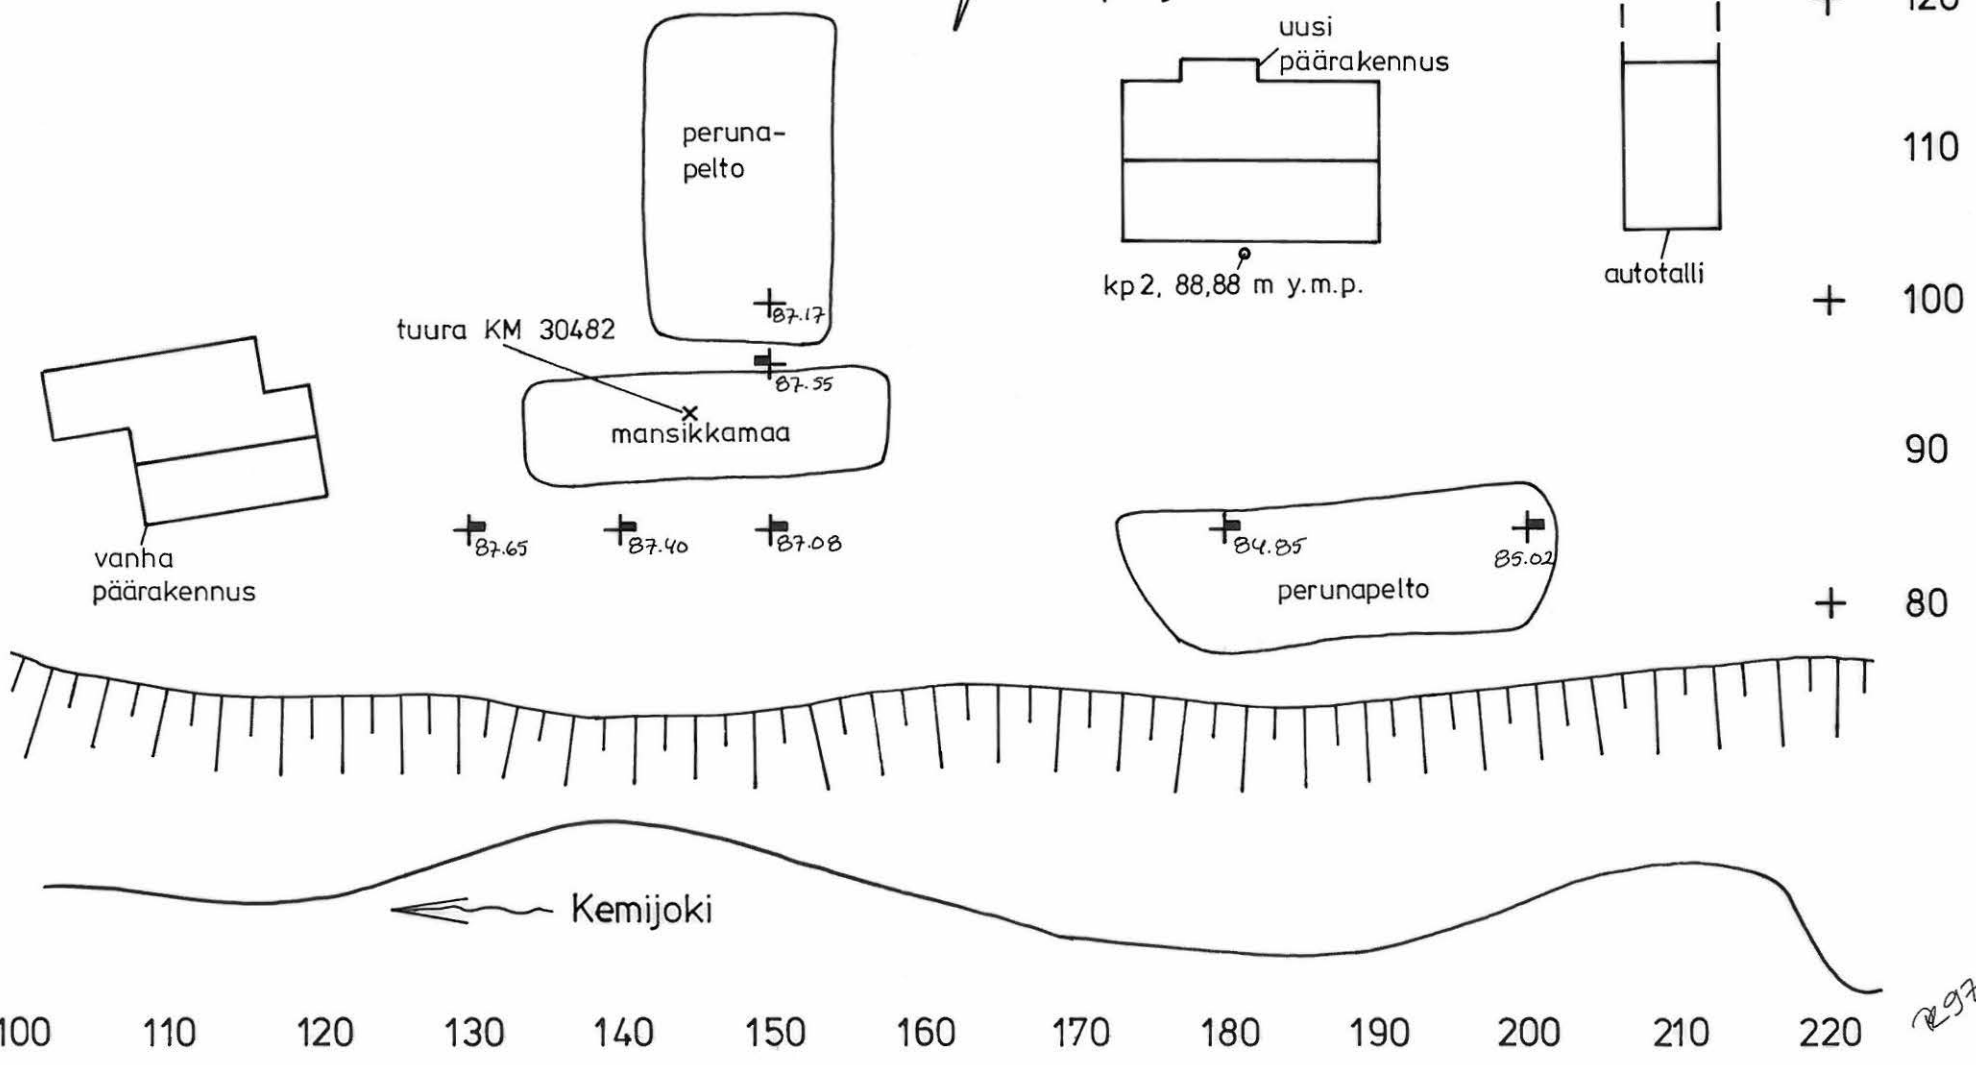 120
uusi
päärakennus
peruna-
pelto
110
kp2, 88,88 m y.m.p.
autotalli
100
87.17
tuura KM 30482
87.55
mansikkamaa
90
87.65
87.40
87.08
84.85
85.02
vanha
päärakennus
perunapelto
80
Kemijoki
100 110 120 130 140 150 160 170 180 190 200 210 220
97